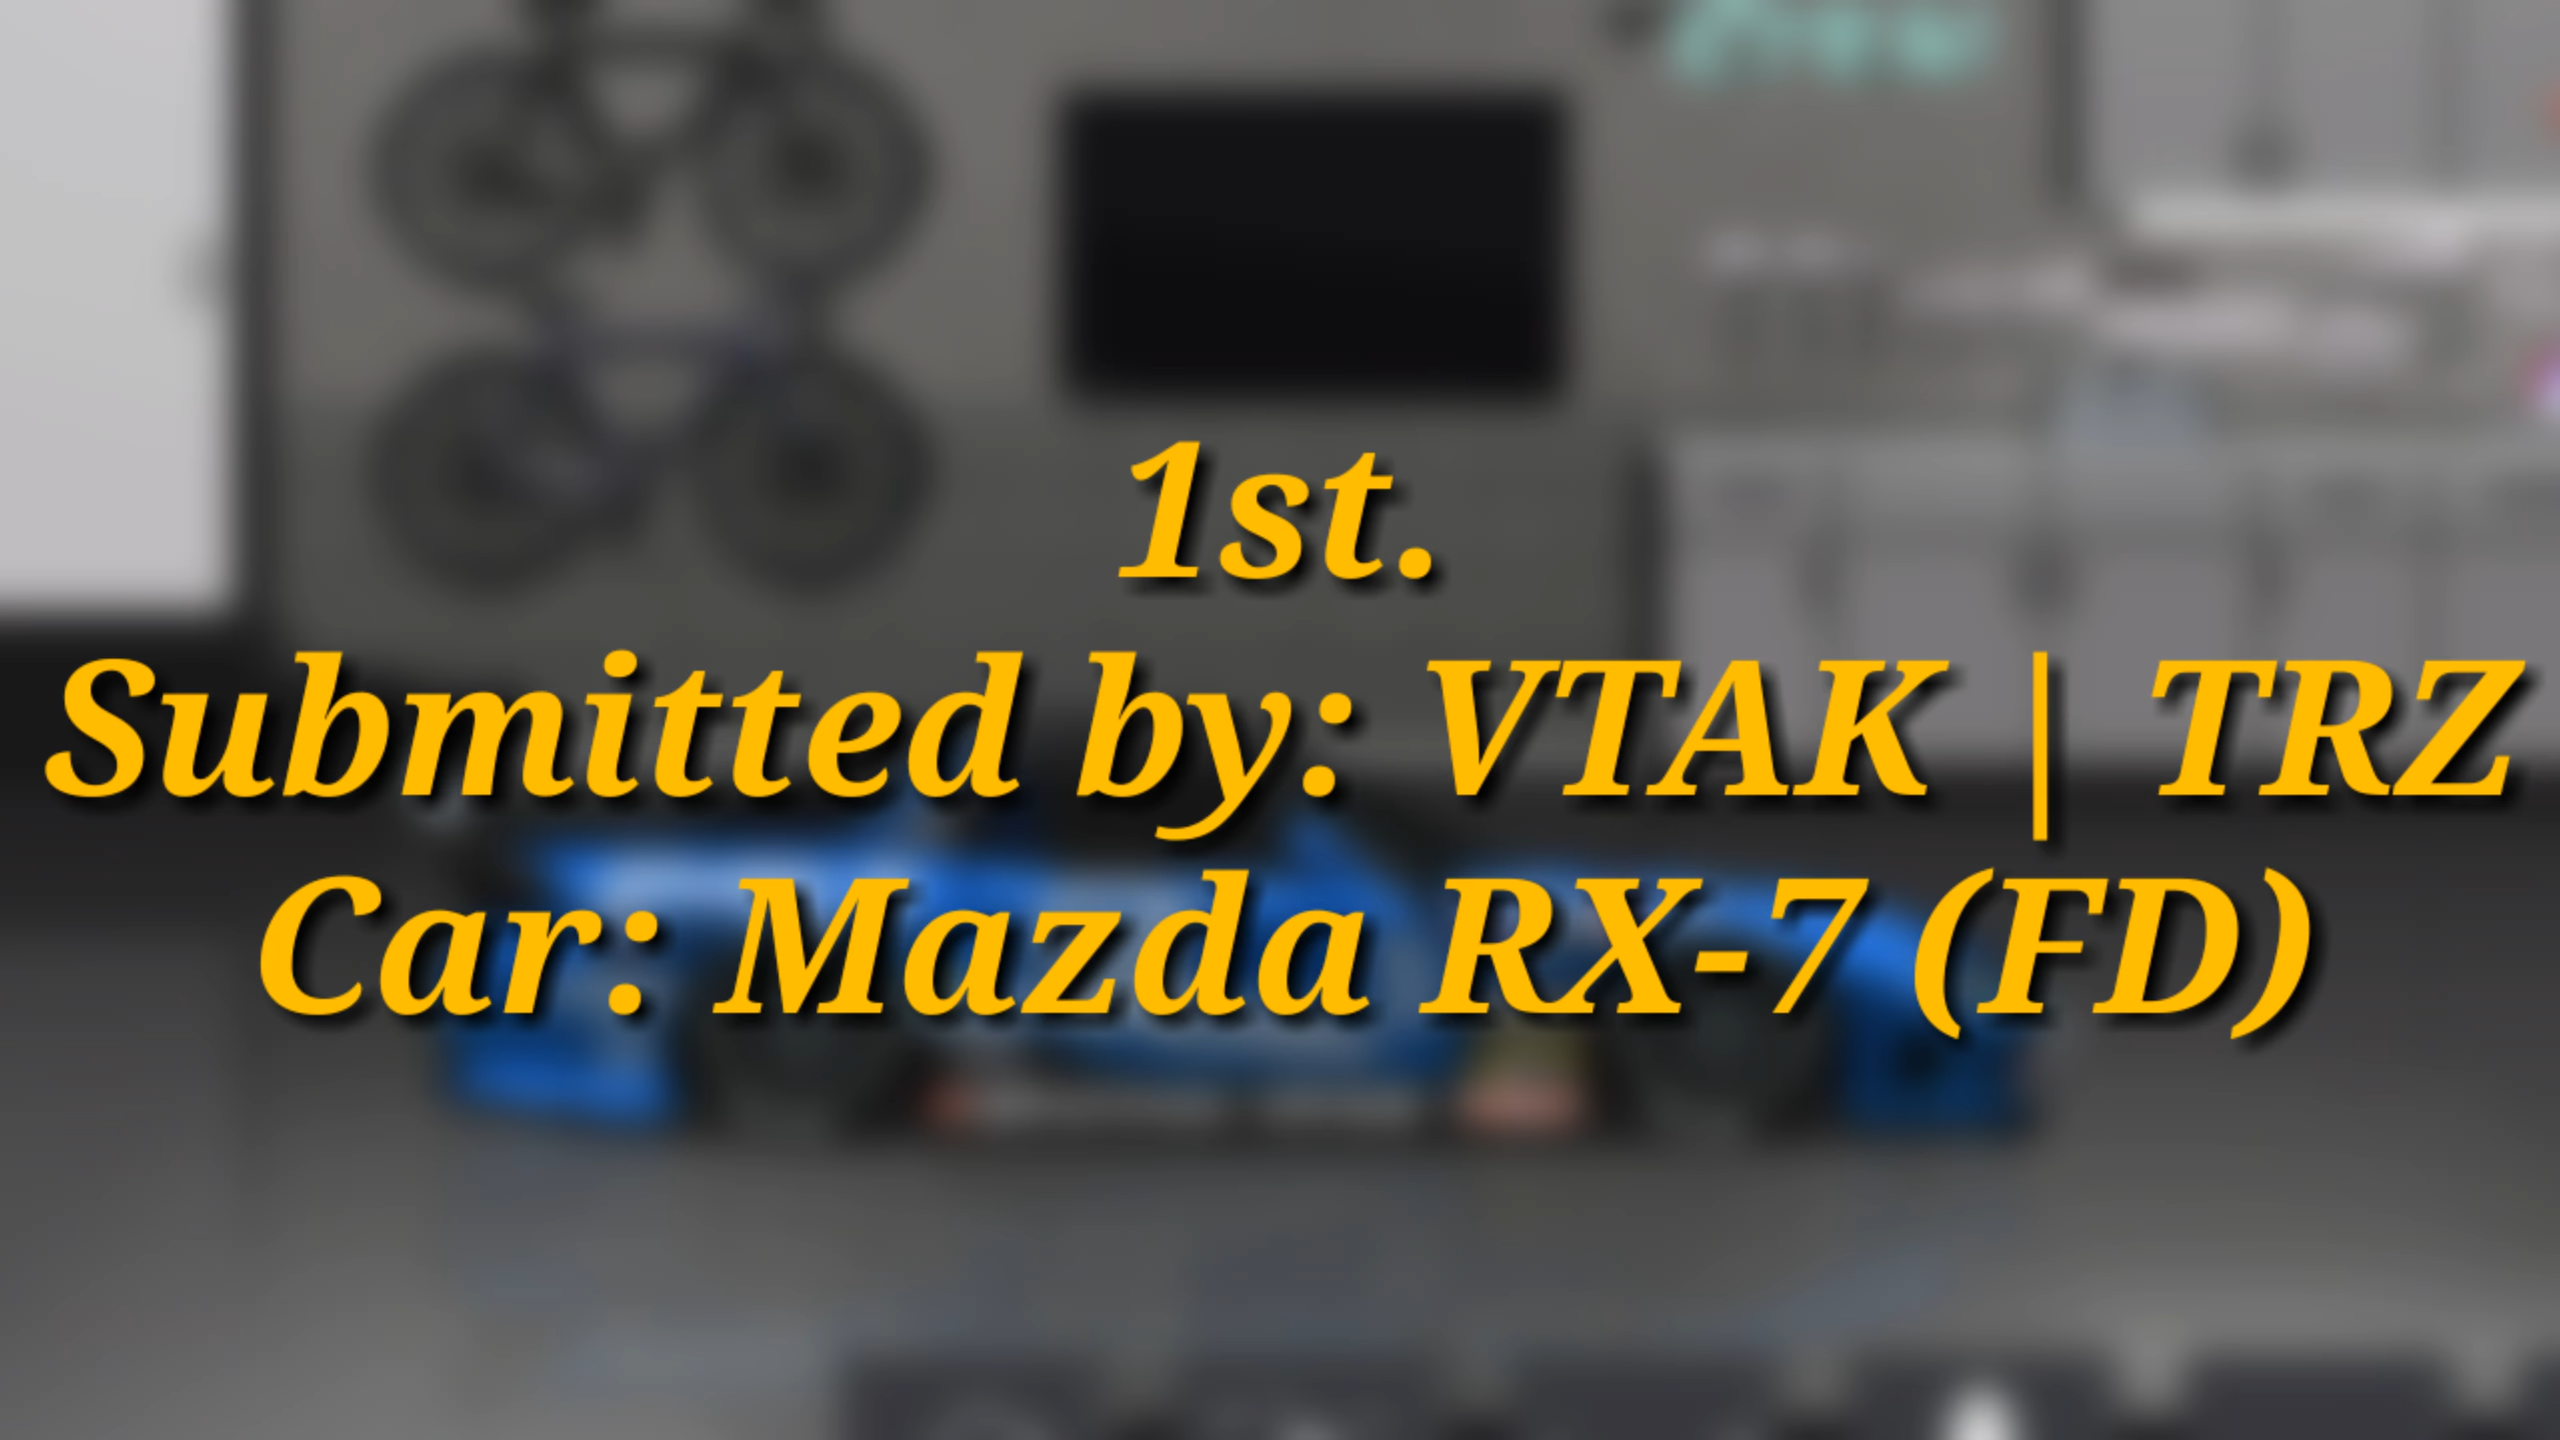 1st.
Submitted by: VTAK | TRZ
Car: Mazda RX-7 (FD)